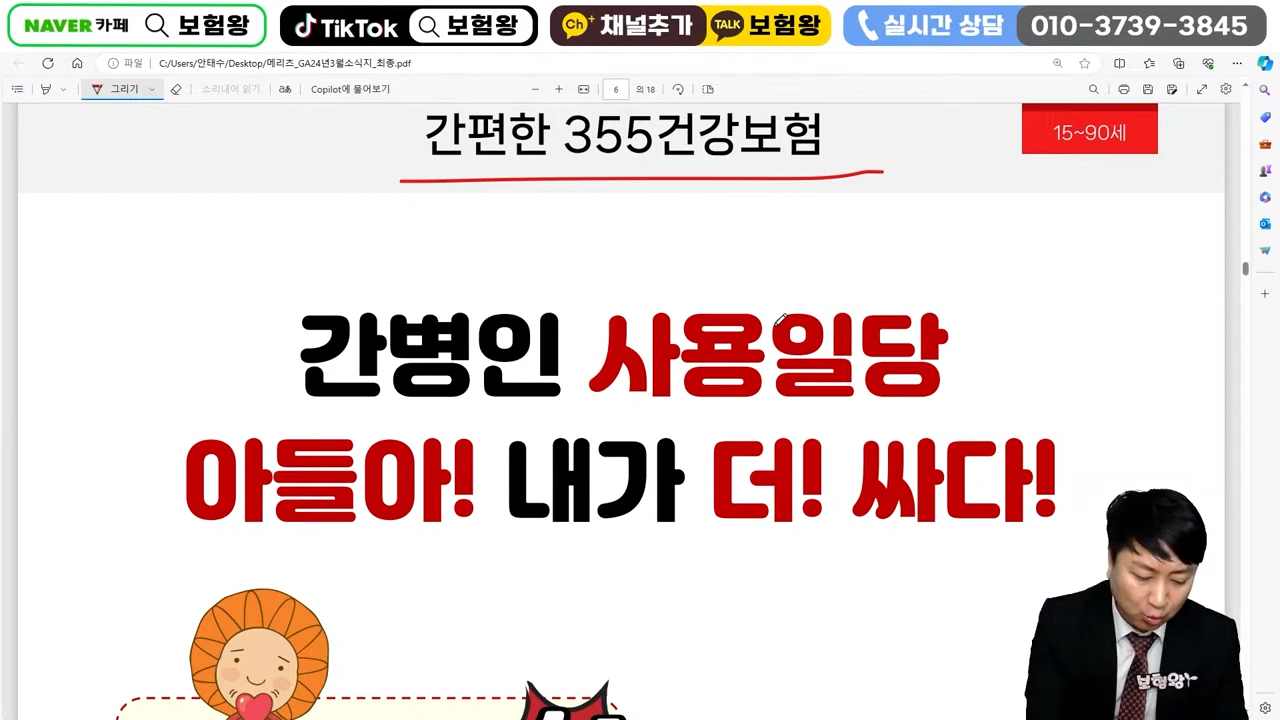 NAVER 카페 보험왕
TikTok 보험왕
Ch+ 채널추가 TALK 보험왕
실시간 상담 010-3739-3845
파일 C:/Users/안태수/Desktop/메리츠_GA24년3월소식지_최종.pdf
그리기 소리내어 읽기 aあ Copilot에 물어보기
6 의 18
간편한 355건강보험
15~90세
간병인 사용일당
아들아! 내가 더! 싸다!
보험왕